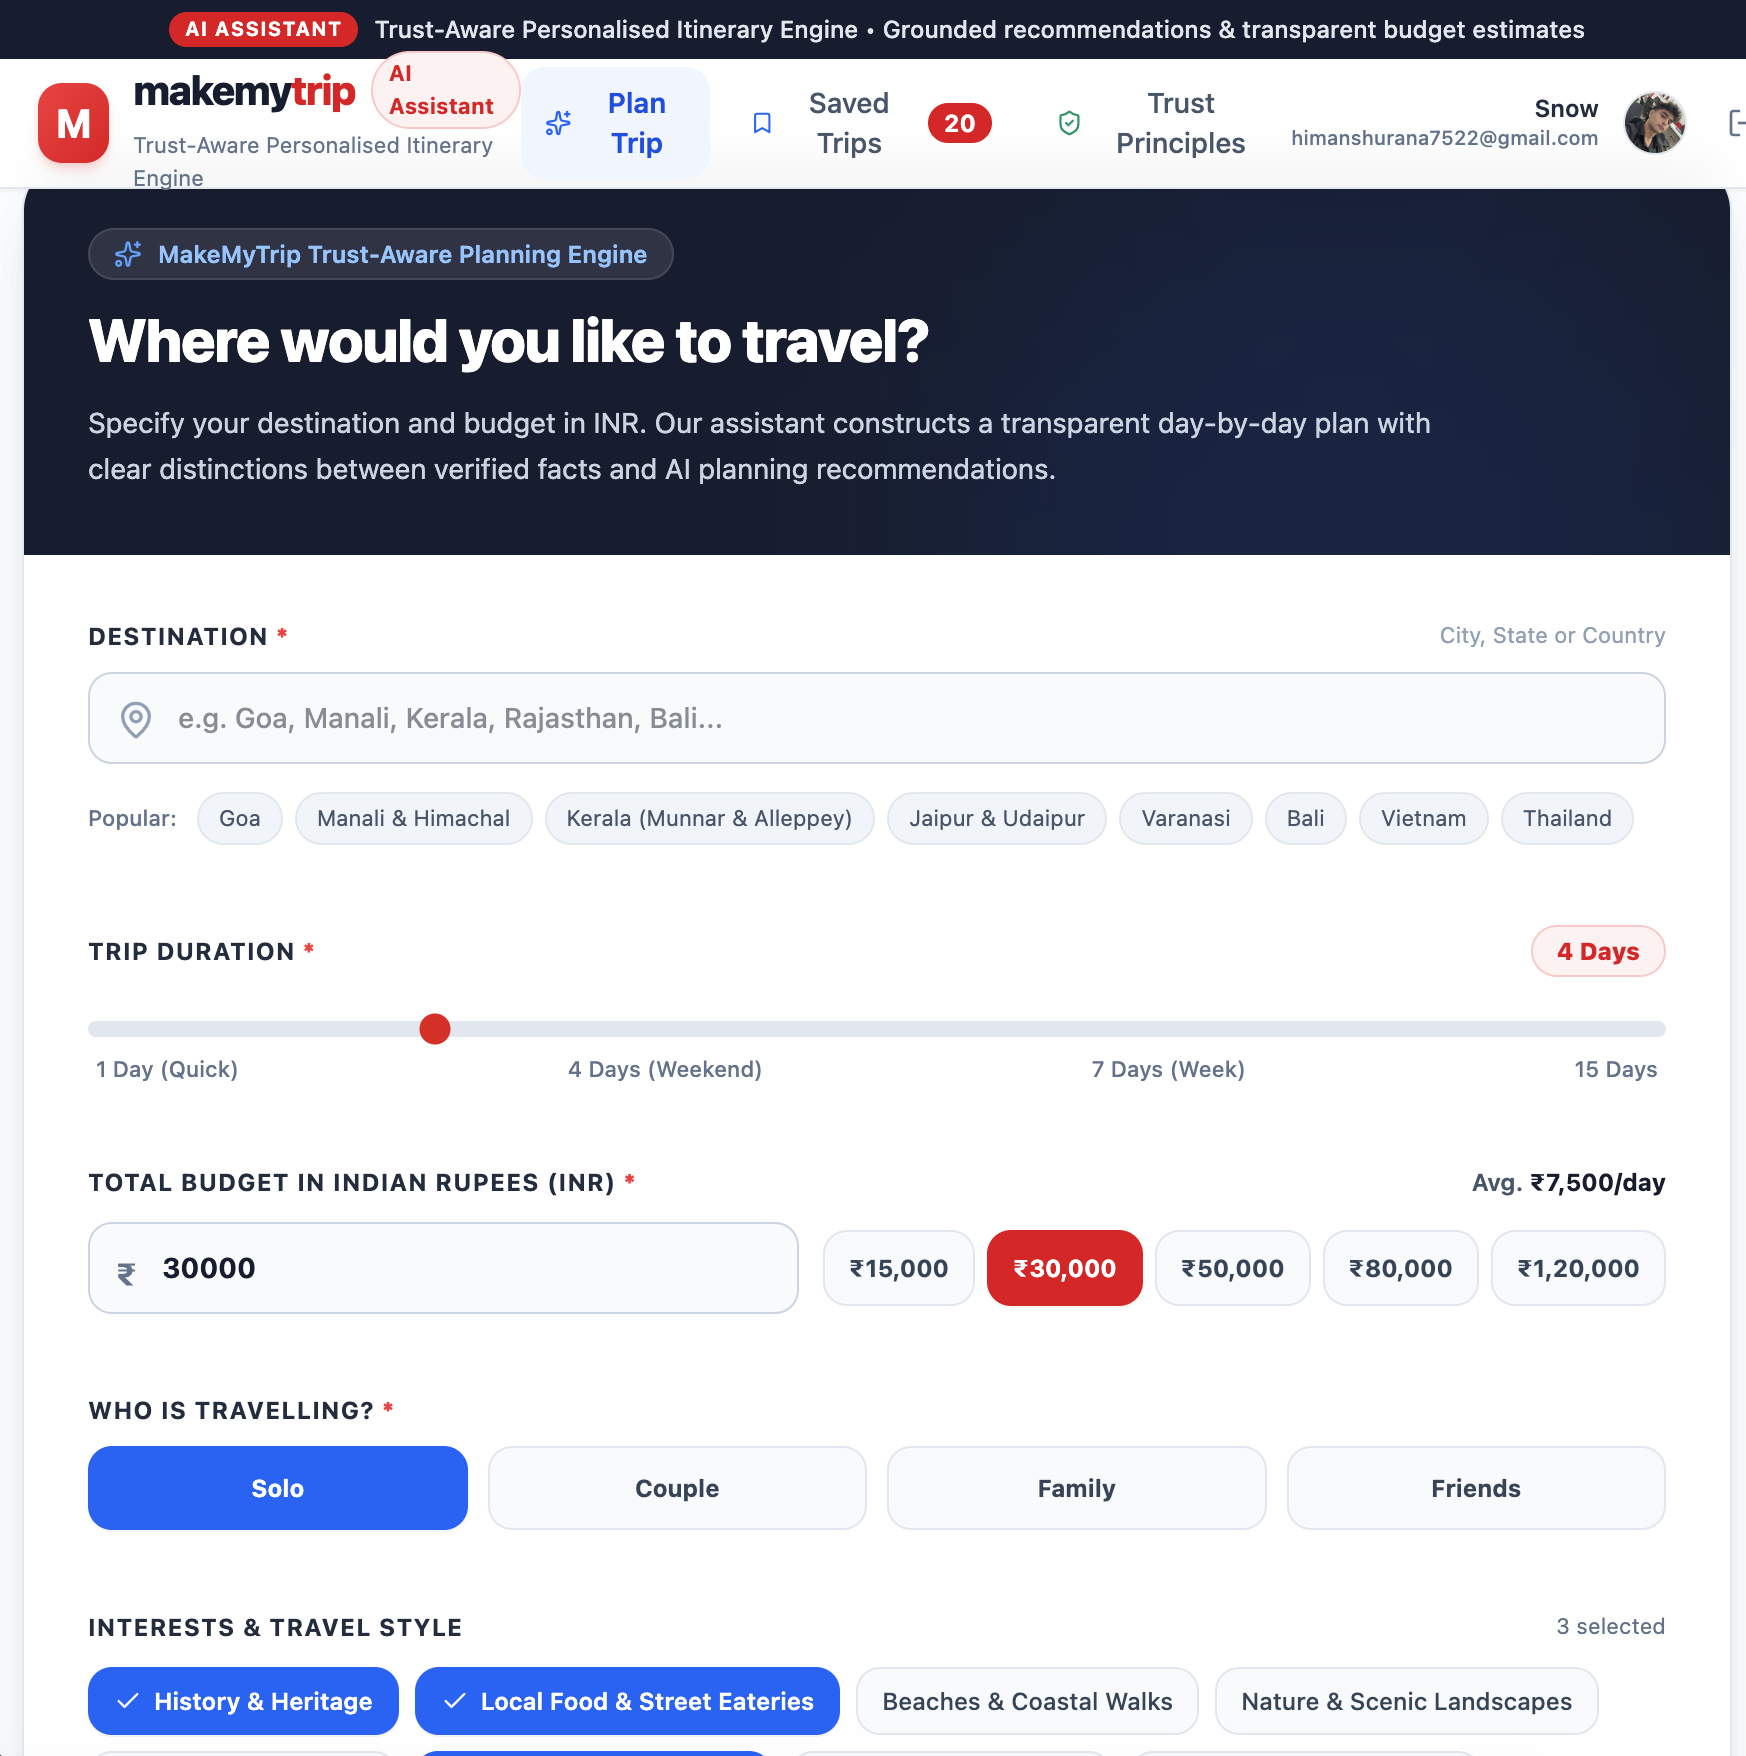 AI ASSISTANT Trust-Aware Personalised Itinerary Engine • Grounded recommendations & transparent budget estimates
M
makemytrip
AI
Assistant
Trust-Aware Personalised Itinerary
Engine
Plan
Trip
Saved
Trips
20
Trust
Principles
Snow
himanshurana7522@gmail.com
MakeMyTrip Trust-Aware Planning Engine
Where would you like to travel?
Specify your destination and budget in INR. Our assistant constructs a transparent day-by-day plan with
clear distinctions between verified facts and AI planning recommendations.
DESTINATION * City, State or Country
e.g. Goa, Manali, Kerala, Rajasthan, Bali...
Popular: Goa Manali & Himachal Kerala (Munnar & Alleppey) Jaipur & Udaipur Varanasi Bali Vietnam Thailand
TRIP DURATION * 4 Days
1 Day (Quick) 4 Days (Weekend) 7 Days (Week) 15 Days
TOTAL BUDGET IN INDIAN RUPEES (INR) * Avg. ₹7,500/day
₹ 30000 ₹15,000 ₹30,000 ₹50,000 ₹80,000 ₹1,20,000
WHO IS TRAVELLING? *
Solo Couple Family Friends
INTERESTS & TRAVEL STYLE 3 selected
History & Heritage Local Food & Street Eateries Beaches & Coastal Walks Nature & Scenic Landscapes